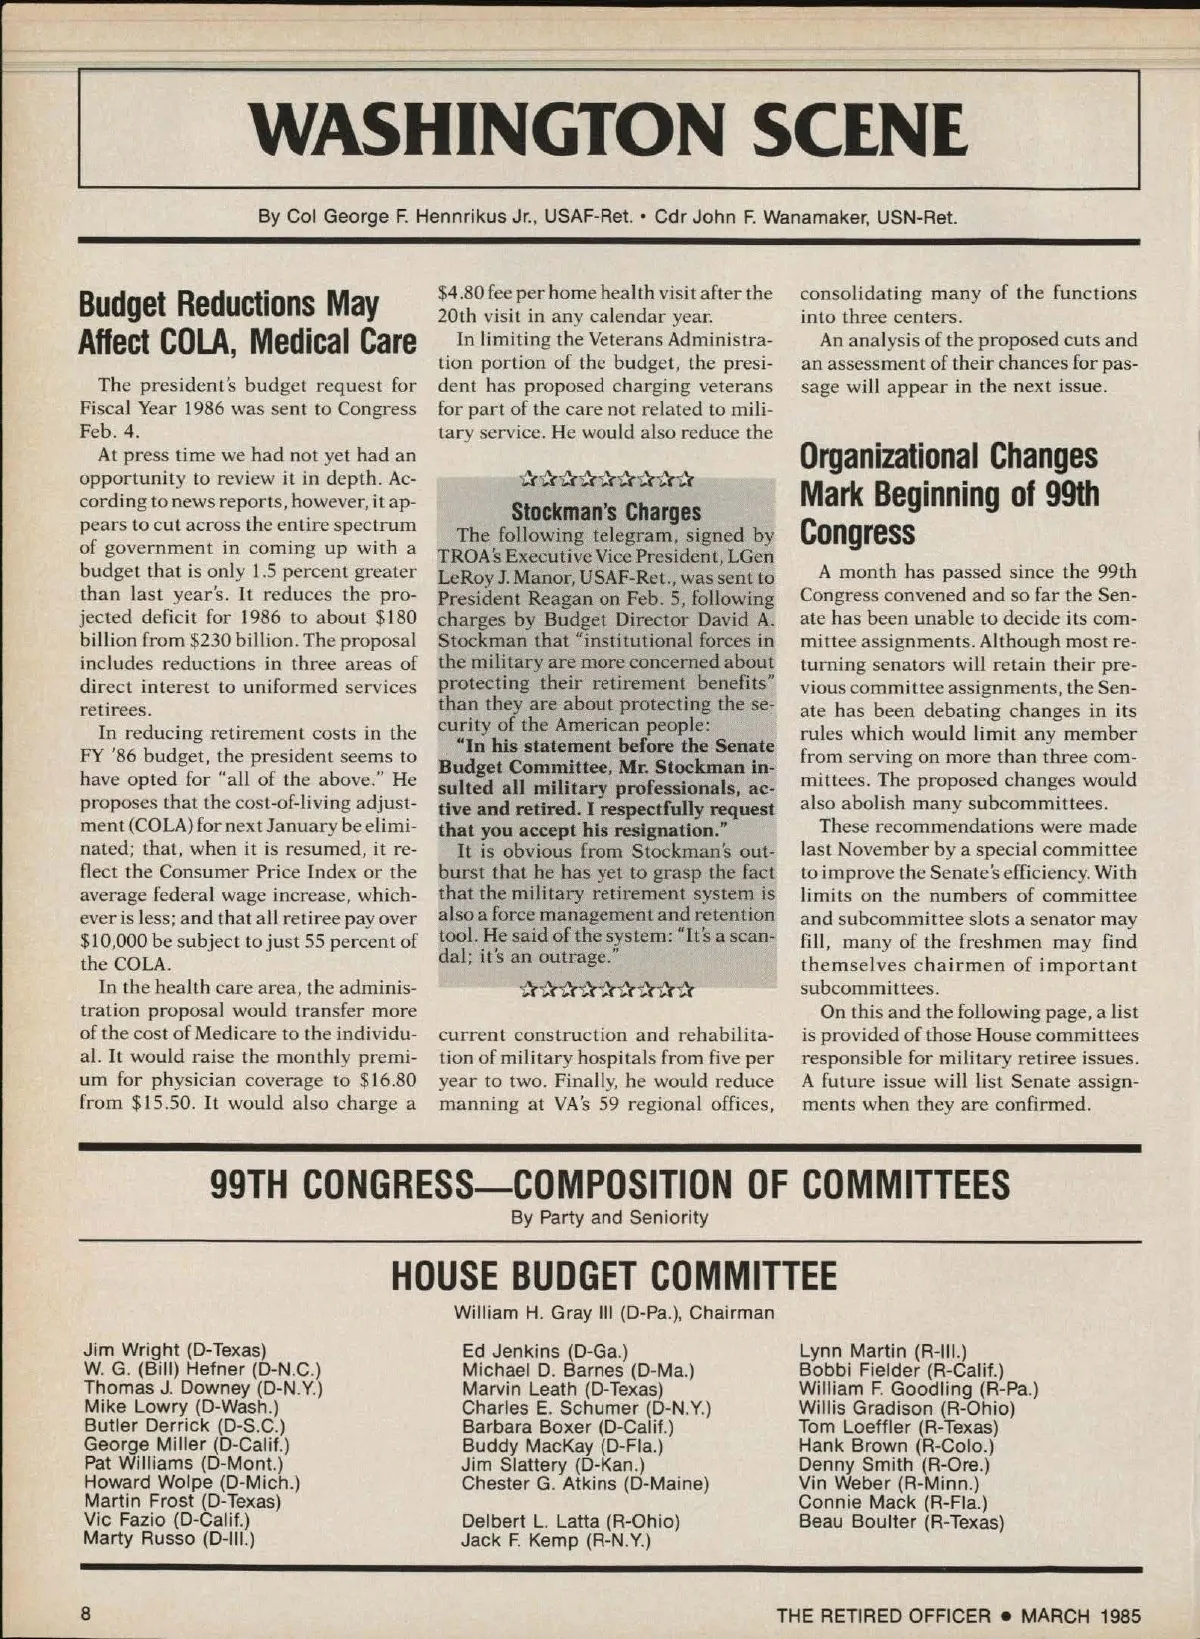 WASHINGTON SCENE
By Col George F. Hennrikus Jr., USAF-Ret. • Cdr John F. Wanamaker, USN-Ret.
Budget Reductions May
Affect COLA, Medical Care
The president's budget request for
Fiscal Year 1986 was sent to Congress
Feb. 4.
At press time we had not yet had an
opportunity to review it in depth. Ac-
cording to news reports, however, it ap-
pears to cut across the entire spectrum
of government in coming up with a
budget that is only 1.5 percent greater
than last year's. It reduces the pro-
jected deficit for 1986 to about $180
billion from $230 billion. The proposal
includes reductions in three areas of
direct interest to uniformed services
retirees.
In reducing retirement costs in the
FY '86 budget, the president seems to
have opted for "all of the above." He
proposes that the cost-of-living adjust-
ment (COLA) for next January be elimi-
nated; that, when it is resumed, it re-
flect the Consumer Price Index or the
average federal wage increase, which-
ever is less; and that all retiree pay over
$10,000 be subject to just 55 percent of
the COLA.
In the health care area, the adminis-
tration proposal would transfer more
of the cost of Medicare to the individu-
al. It would raise the monthly premi-
um for physician coverage to $16.80
from $15.50. It would also charge a
$4.80 fee per home health visit after the
20th visit in any calendar year.
In limiting the Veterans Administra-
tion portion of the budget, the presi-
dent has proposed charging veterans
for part of the care not related to mili-
tary service. He would also reduce the
Stockman's Charges
The following telegram, signed by
TROA's Executive Vice President, LGen
LeRoy J. Manor, USAF-Ret., was sent to
President Reagan on Feb. 5, following
charges by Budget Director David A.
Stockman that "institutional forces in
the military are more concerned about
protecting their retirement benefits"
than they are about protecting the se-
curity of the American people:
"In his statement before the Senate
Budget Committee, Mr. Stockman in-
sulted all military professionals, ac-
tive and retired. I respectfully request
that you accept his resignation."
It is obvious from Stockman's out-
burst that he has yet to grasp the fact
that the military retirement system is
also a force management and retention
tool. He said of the system: "It's a scan-
dal; it's an outrage."
current construction and rehabilita-
tion of military hospitals from five per
year to two. Finally, he would reduce
manning at VA's 59 regional offices,
consolidating many of the functions
into three centers.
An analysis of the proposed cuts and
an assessment of their chances for pas-
sage will appear in the next issue.
Organizational Changes
Mark Beginning of 99th
Congress
A month has passed since the 99th
Congress convened and so far the Sen-
ate has been unable to decide its com-
mittee assignments. Although most re-
turning senators will retain their pre-
vious committee assignments, the Sen-
ate has been debating changes in its
rules which would limit any member
from serving on more than three com-
mittees. The proposed changes would
also abolish many subcommittees.
These recommendations were made
last November by a special committee
to improve the Senate's efficiency. With
limits on the numbers of committee
and subcommittee slots a senator may
fill, many of the freshmen may find
themselves chairmen of important
subcommittees.
On this and the following page, a list
is provided of those House committees
responsible for military retiree issues.
A future issue will list Senate assign-
ments when they are confirmed.
99TH CONGRESS—COMPOSITION OF COMMITTEES
By Party and Seniority
HOUSE BUDGET COMMITTEE
William H. Gray III (D-Pa.), Chairman
Jim Wright (D-Texas)
W. G. (Bill) Hefner (D-N.C.)
Thomas J. Downey (D-N.Y.)
Mike Lowry (D-Wash.)
Butler Derrick (D-S.C.)
George Miller (D-Calif.)
Pat Williams (D-Mont.)
Howard Wolpe (D-Mich.)
Martin Frost (D-Texas)
Vic Fazio (D-Calif.)
Marty Russo (D-Ill.)
Ed Jenkins (D-Ga.)
Michael D. Barnes (D-Ma.)
Marvin Leath (D-Texas)
Charles E. Schumer (D-N.Y.)
Barbara Boxer (D-Calif.)
Buddy MacKay (D-Fla.)
Jim Slattery (D-Kan.)
Chester G. Atkins (D-Maine)
Delbert L. Latta (R-Ohio)
Jack F. Kemp (R-N.Y.)
Lynn Martin (R-Ill.)
Bobbi Fielder (R-Calif.)
William F. Goodling (R-Pa.)
Willis Gradison (R-Ohio)
Tom Loeffler (R-Texas)
Hank Brown (R-Colo.)
Denny Smith (R-Ore.)
Vin Weber (R-Minn.)
Connie Mack (R-Fla.)
Beau Boulter (R-Texas)
8
THE RETIRED OFFICER • MARCH 1985